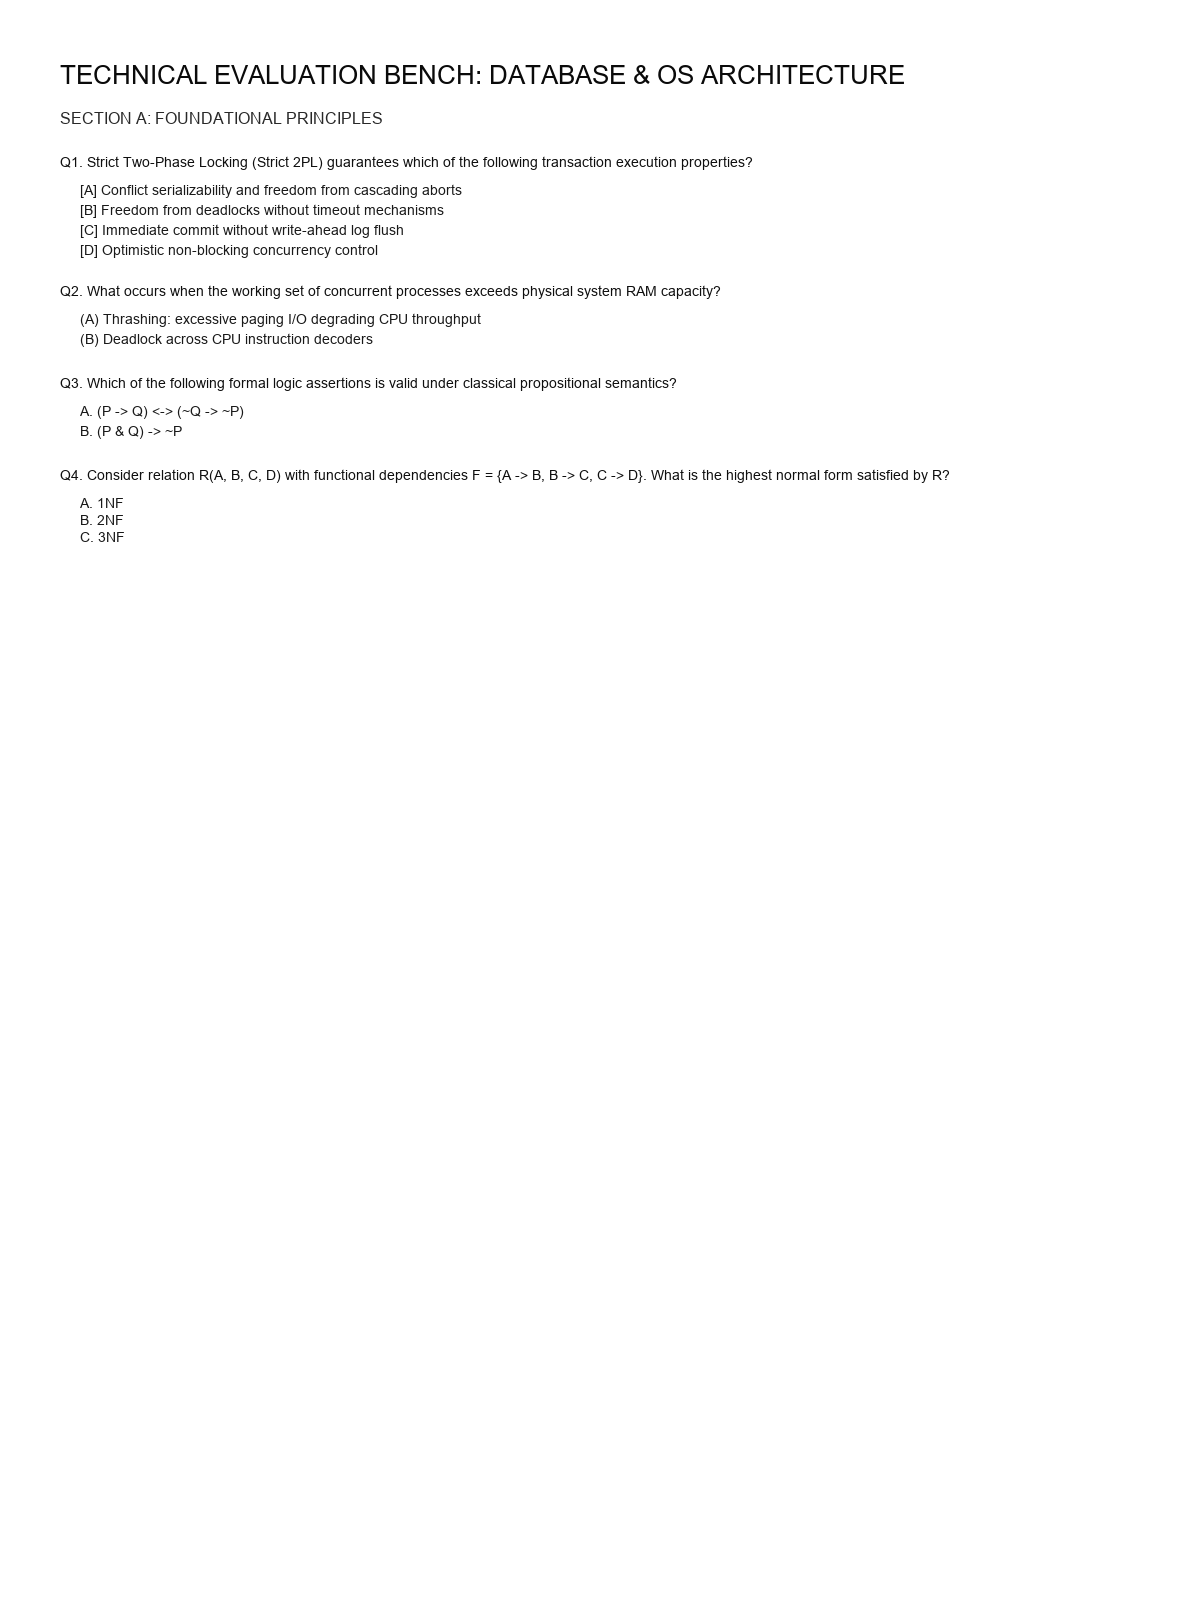 TECHNICAL EVALUATION BENCH: DATABASE & OS ARCHITECTURE
SECTION A: FOUNDATIONAL PRINCIPLES
Q1. Strict Two-Phase Locking (Strict 2PL) guarantees which of the following transaction execution properties?
[A] Conflict serializability and freedom from cascading aborts
[B] Freedom from deadlocks without timeout mechanisms
[C] Immediate commit without write-ahead log flush
[D] Optimistic non-blocking concurrency control
Q2. What occurs when the working set of concurrent processes exceeds physical system RAM capacity?
(A) Thrashing: excessive paging I/O degrading CPU throughput
(B) Deadlock across CPU instruction decoders
Q3. Which of the following formal logic assertions is valid under classical propositional semantics?
A. (P -> Q) <-> (~Q -> ~P)
B. (P & Q) -> ~P
Q4. Consider relation R(A, B, C, D) with functional dependencies F = {A -> B, B -> C, C -> D}. What is the highest normal form satisfied by R?
A. 1NF
B. 2NF
C. 3NF